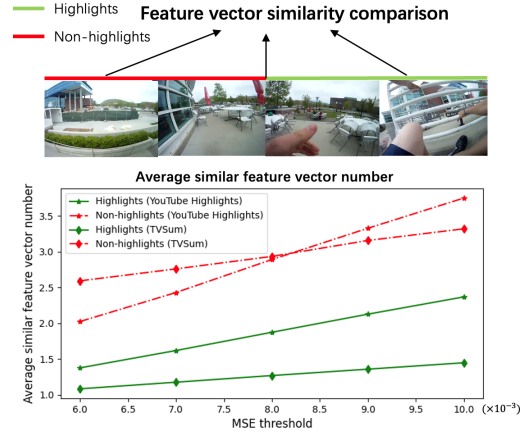 Highlights
Feature vector similarity comparison
Non-highlights
Average similar feature vector number
Highlights (YouTube Highlights)
Non-highlights (YouTube Highlights)
Highlights (TVSum)
Non-highlights (TVSum)
Average similar feature vector number
3.5
3.0
2.5
2.0
1.5
1.0
6.0 6.5 7.0 7.5 8.0 8.5 9.0 9.5 10.0 (×10⁻³)
MSE threshold